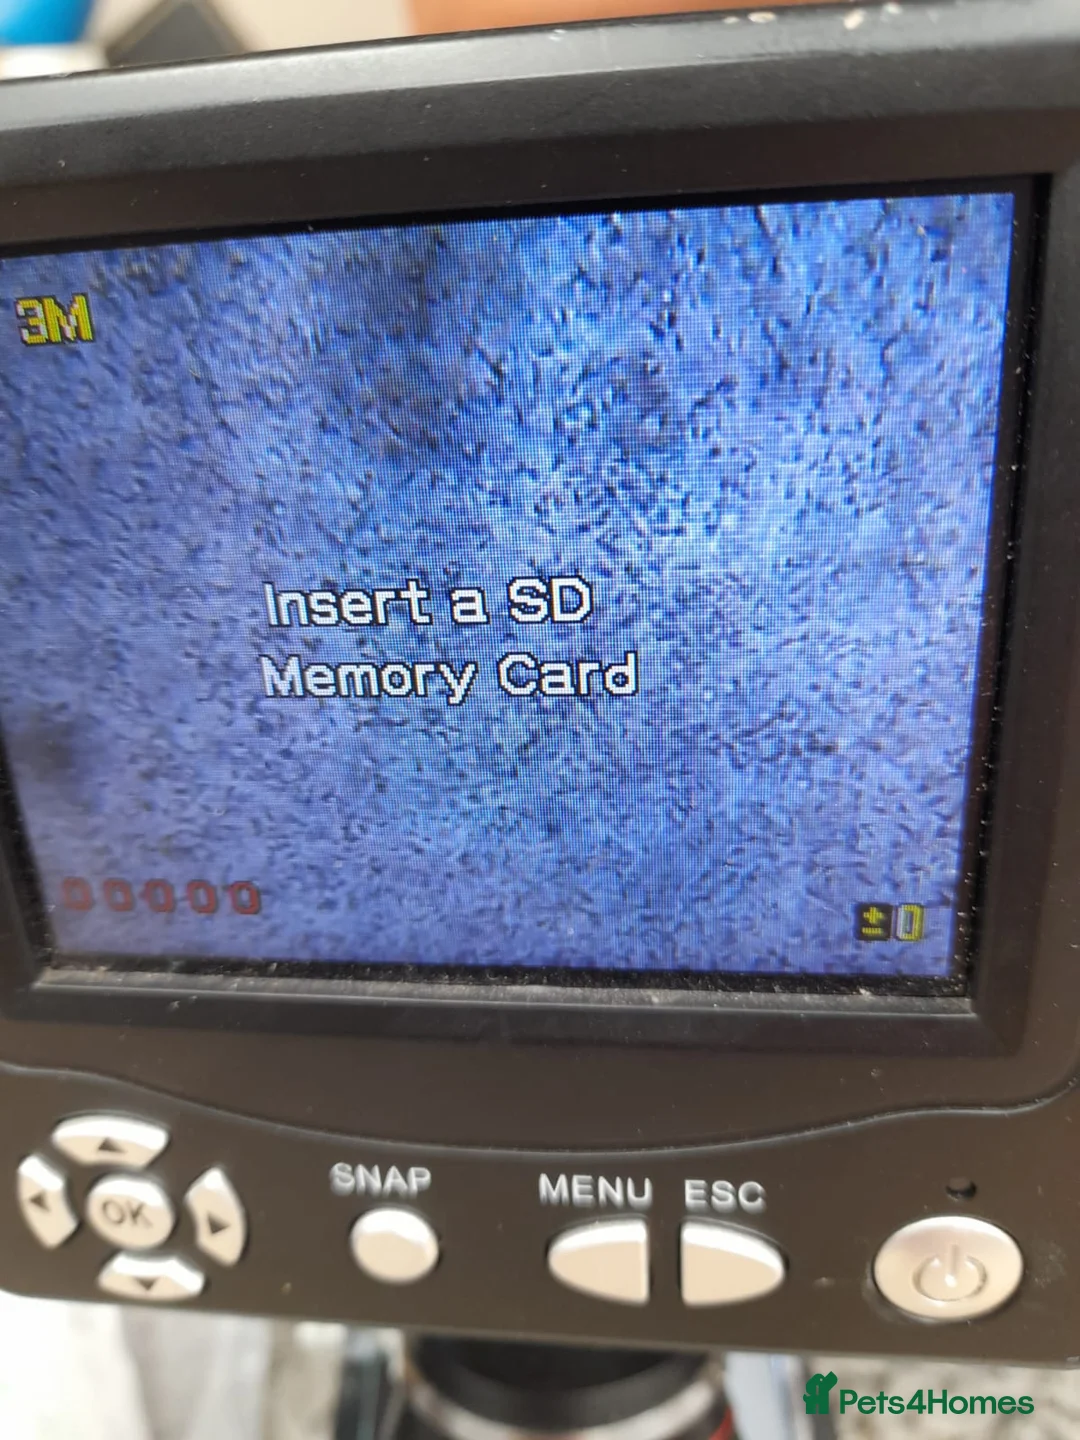 3M
Insert a SD
Memory Card
00000
±0
SNAP
MENU ESC
OK
Pets4Homes